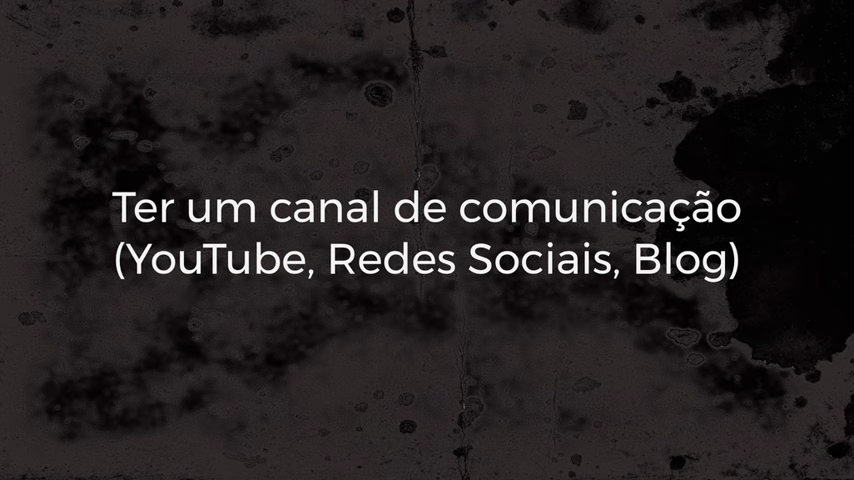 Ter um canal de comunicação
(YouTube, Redes Sociais, Blog)